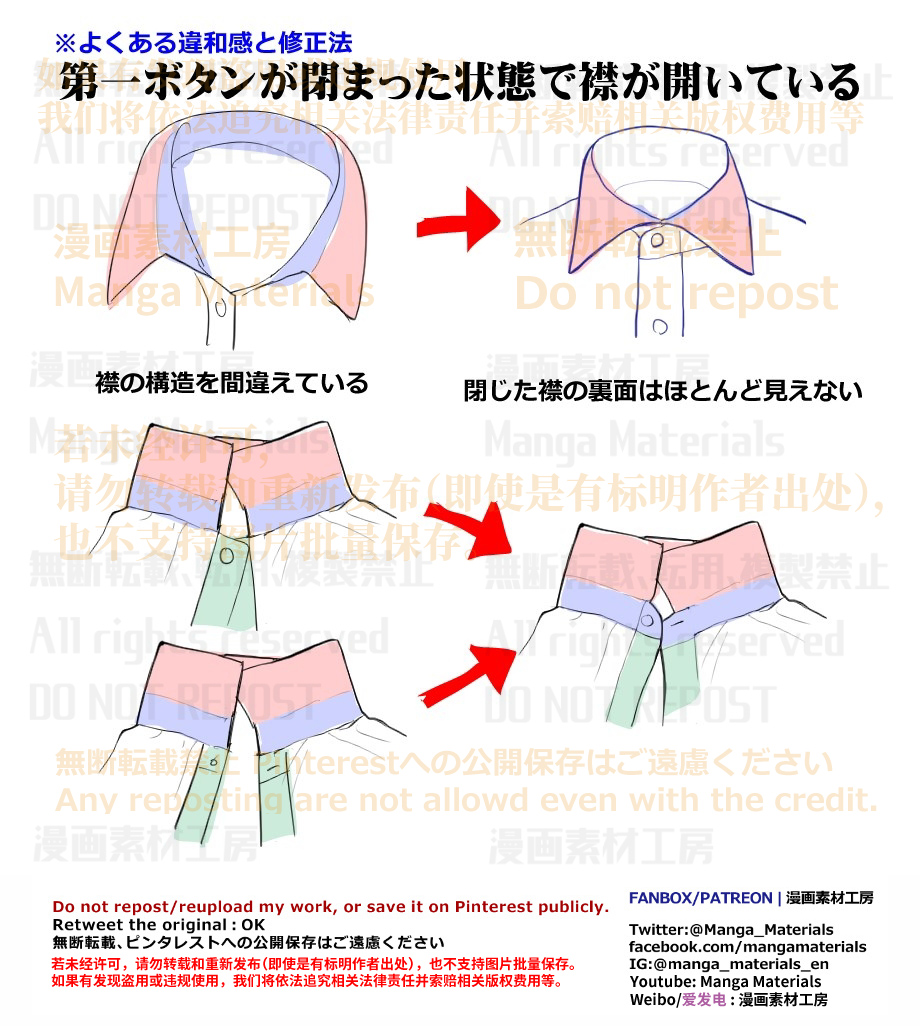 ※よくある違和感と修正法
如果有
第一ボタンが閉まった状態で襟が開いている
我们将依法追究相关法律责任并索赔相关版权费用等
All rights reserved
All rights reserved
DO NOT REPOST
DO NOT REPOST
漫画素材工房
無断転載禁止
Manga Materials
Do not repost
漫画素材工房
漫画素材工房
襟の構造を間違えている
閉じた襟の裏面はほとんど見えない
Manga Materials
Manga Materials
若未经许可,
请勿转载和重新发布(即使是有标明作者出处),
也不支持图片批量保存
無断転載、転用、複製禁止
無断転載、転用、複製禁止
All rights reserved
All rights reserved
DO NOT REPOST
DO NOT REPOST
無断転載禁止 Pinterestへの公開保存はご遠慮ください
Any reposting are not allowd even with the credit.
漫画素材工房
漫画素材工房
Do not repost/reupload my work, or save it on Pinterest publicly.
Retweet the original : OK
無断転載、ピンタレストへの公開保存はご遠慮ください
若未经许可，请勿转载和重新发布(即使是有标明作者出处)，也不支持图片批量保存。
如果有发现盗用或违规使用，我们将依法追究相关法律责任并索赔相关版权费用等。
FANBOX/PATREON | 漫画素材工房
Twitter:@Manga_Materials
facebook.com/mangamaterials
IG:@manga_materials_en
Youtube: Manga Materials
Weibo/爱发电 : 漫画素材工房